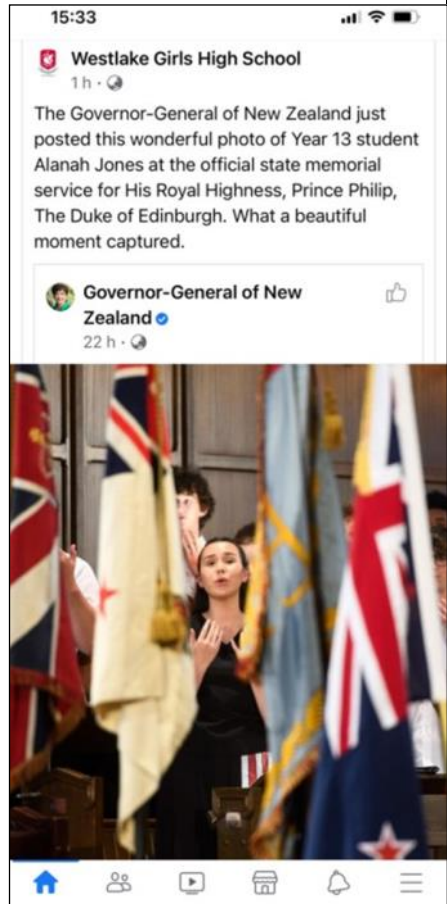 15:33
Westlake Girls High School
1 h ·
The Governor-General of New Zealand just
posted this wonderful photo of Year 13 student
Alanah Jones at the official state memorial
service for His Royal Highness, Prince Philip,
The Duke of Edinburgh. What a beautiful
moment captured.
Governor-General of New
Zealand
22 h ·